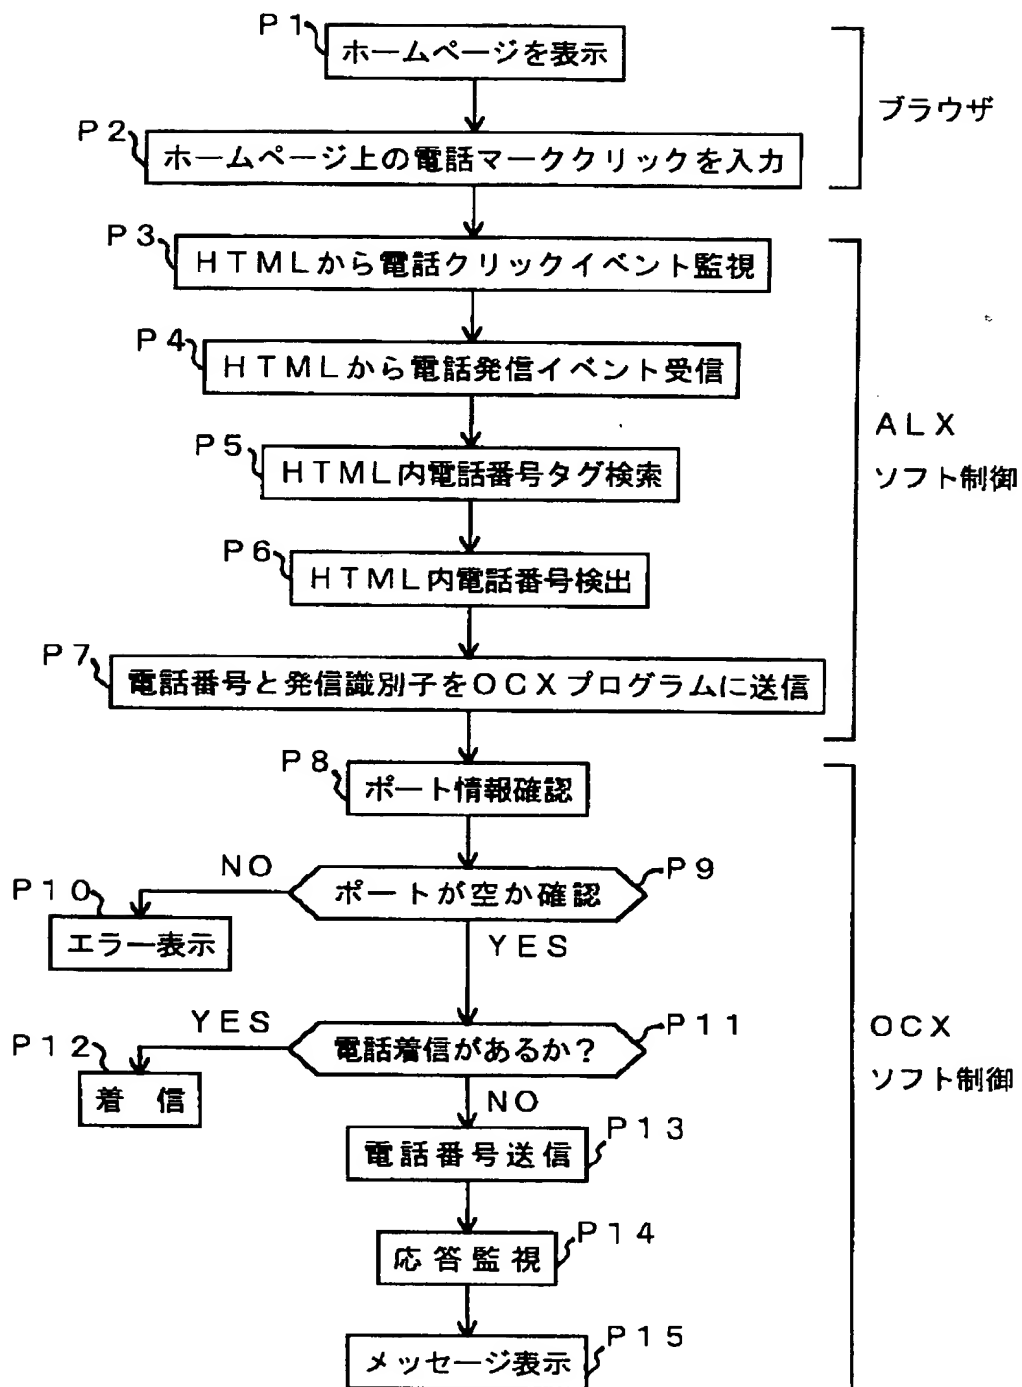 P1
ホームページを表示
ブラウザ
P2
ホームページ上の電話マーククリックを入力
P3
HTMLから電話クリックイベント監視
P4
HTMLから電話発信イベント受信
ALX
ソフト制御
P5
HTML内電話番号タグ検索
P6
HTML内電話番号検出
P7
電話番号と発信識別子をOCXプログラムに送信
P8
ポート情報確認
NO
P9
ポートが空か確認
P10
エラー表示
YES
YES
P11
電話着信があるか?
OCX
ソフト制御
P12
着 信
NO
P13
電話番号送信
P14
応答監視
P15
メッセージ表示